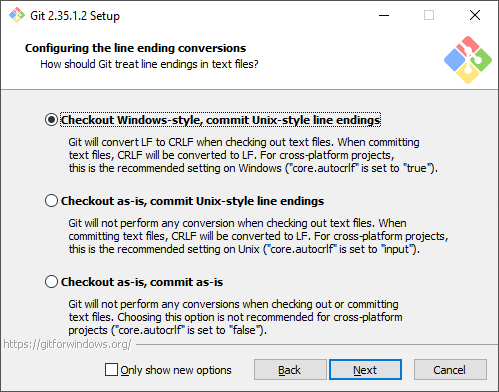 Git 2.35.1.2 Setup
Configuring the line ending conversions
How should Git treat line endings in text files?
Checkout Windows-style, commit Unix-style line endings
Git will convert LF to CRLF when checking out text files. When committing
text files, CRLF will be converted to LF. For cross-platform projects,
this is the recommended setting on Windows ("core.autocrlf" is set to "true").
Checkout as-is, commit Unix-style line endings
Git will not perform any conversion when checking out text files. When
committing text files, CRLF will be converted to LF. For cross-platform projects,
this is the recommended setting on Unix ("core.autocrlf" is set to "input").
Checkout as-is, commit as-is
Git will not perform any conversions when checking out or committing
text files. Choosing this option is not recommended for cross-platform
projects ("core.autocrlf" is set to "false").
https://gitforwindows.org/
Only show new options
Back
Next
Cancel